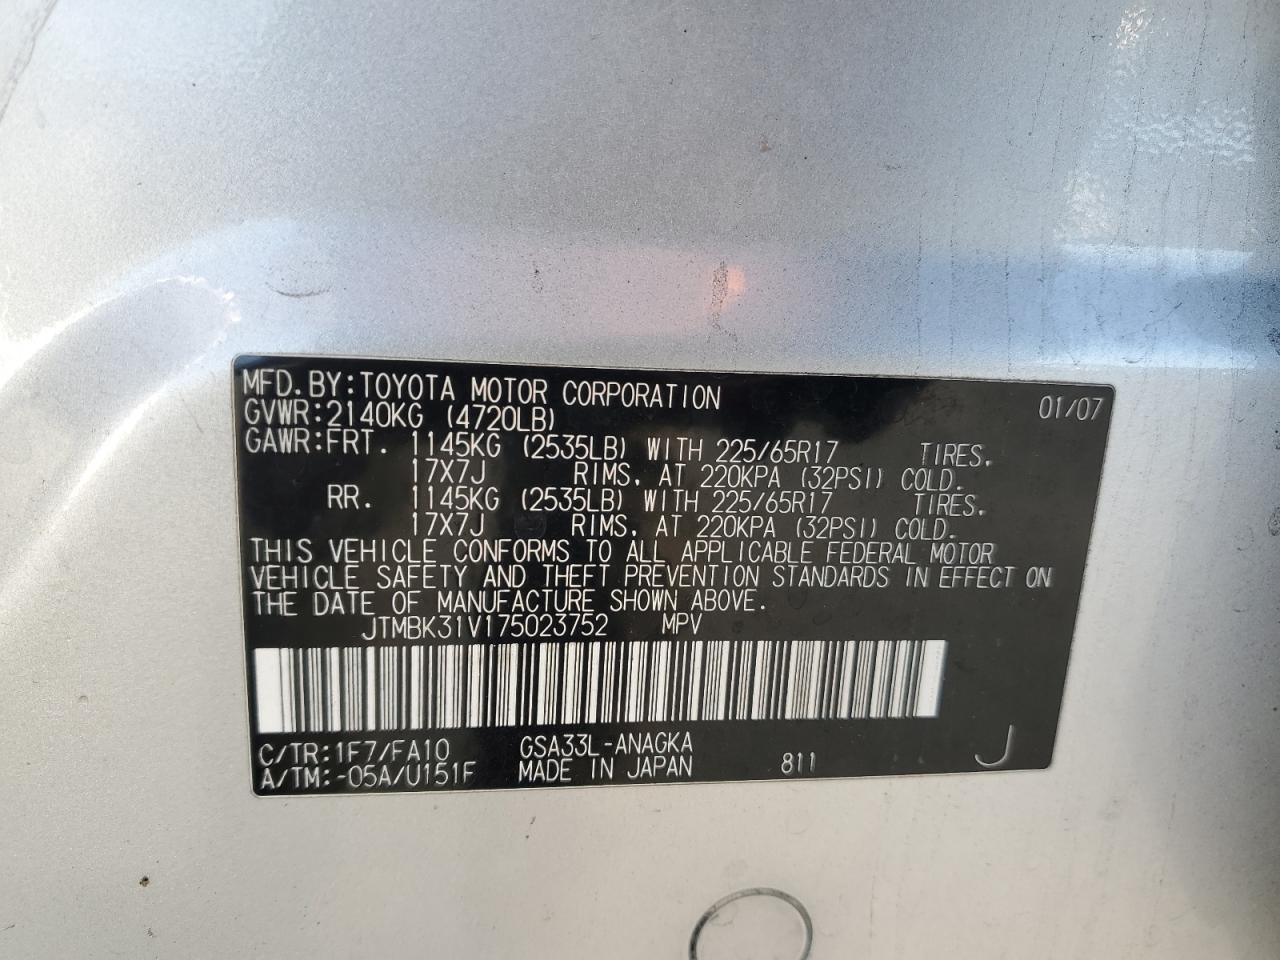 MFD. BY: TOYOTA MOTOR CORPORATION 01/07
GVWR: 2140KG (4720LB)
GAWR: FRT. 1145KG (2535LB) WITH 225/65R17 TIRES,
17X7J RIMS, AT 220KPA (32PSI) COLD.
RR. 1145KG (2535LB) WITH 225/65R17 TIRES,
17X7J RIMS, AT 220KPA (32PSI) COLD.
THIS VEHICLE CONFORMS TO ALL APPLICABLE FEDERAL MOTOR
VEHICLE SAFETY AND THEFT PREVENTION STANDARDS IN EFFECT ON
THE DATE OF MANUFACTURE SHOWN ABOVE.
JTMBK31V175023752 MPV
C/TR: 1F7/FA10 GSA33L-ANAGKA
A/TM: -05A/U151F MADE IN JAPAN 811 J